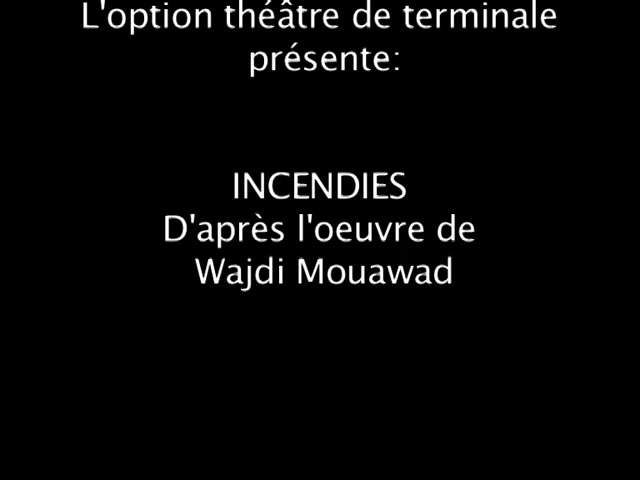 L'option théâtre de terminale
présente:
INCENDIES
D'après l'oeuvre de
Wajdi Mouawad